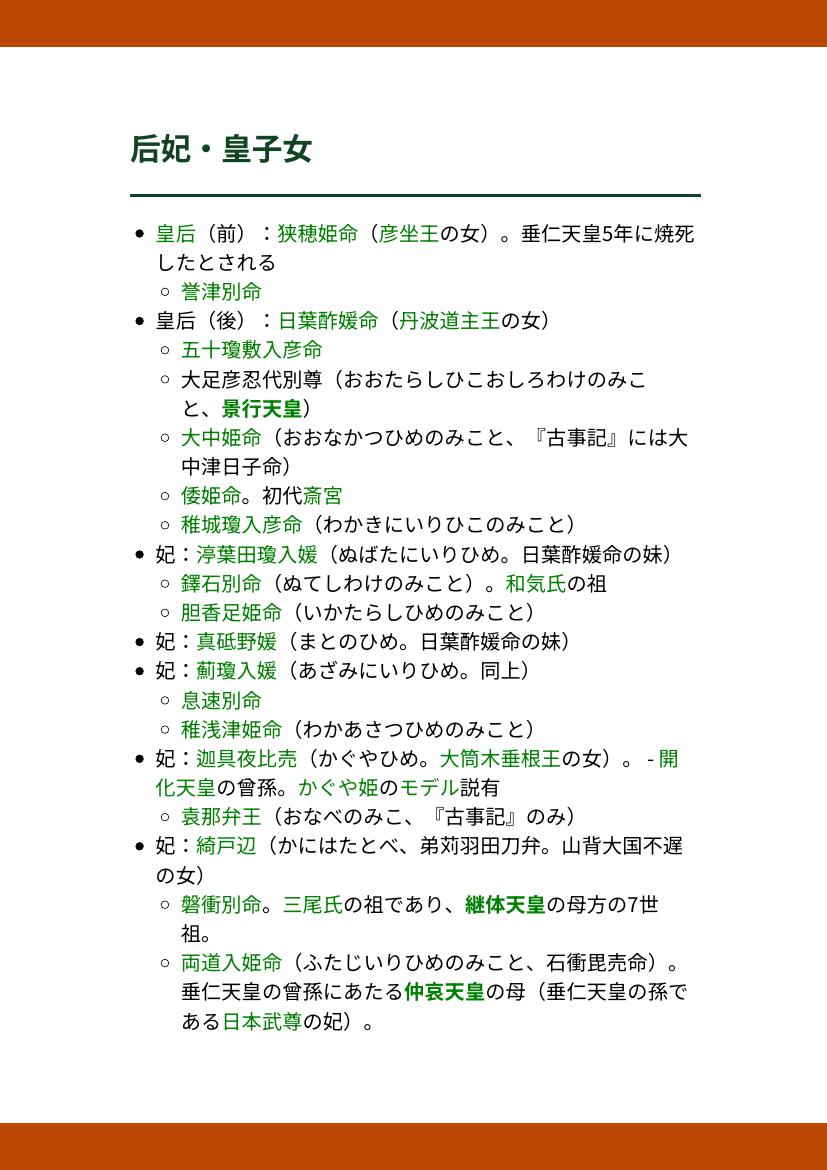 后妃・皇子女
• 皇后（前）：狭穂姫命（彦坐王の女）。垂仁天皇5年に焼死
したとされる
◦ 誉津別命
• 皇后（後）：日葉酢媛命（丹波道主王の女）
◦ 五十瓊敷入彦命
◦ 大足彦忍代別尊（おおたらしひこおしろわけのみこ
と、景行天皇）
◦ 大中姫命（おおなかつひめのみこと、『古事記』には大
中津日子命）
◦ 倭姫命。初代斎宮
◦ 稚城瓊入彦命（わかきにいりひこのみこと）
• 妃：渟葉田瓊入媛（ぬばたにいりひめ。日葉酢媛命の妹）
◦ 鐸石別命（ぬてしわけのみこと）。和気氏の祖
◦ 胆香足姫命（いかたらしひめのみこと）
• 妃：真砥野媛（まとのひめ。日葉酢媛命の妹）
• 妃：薊瓊入媛（あざみにいりひめ。同上）
◦ 息速別命
◦ 稚浅津姫命（わかあさつひめのみこと）
• 妃：迦具夜比売（かぐやひめ。大筒木垂根王の女）。 - 開
化天皇の曾孫。かぐや姫のモデル説有
◦ 袁那弁王（おなべのみこ、『古事記』のみ）
• 妃：綺戸辺（かにはたとべ、弟苅羽田刀弁。山背大国不遅
の女）
◦ 磐衝別命。三尾氏の祖であり、継体天皇の母方の7世
祖。
◦ 両道入姫命（ふたじいりひめのみこと、石衝毘売命）。
垂仁天皇の曾孫にあたる仲哀天皇の母（垂仁天皇の孫で
ある日本武尊の妃）。